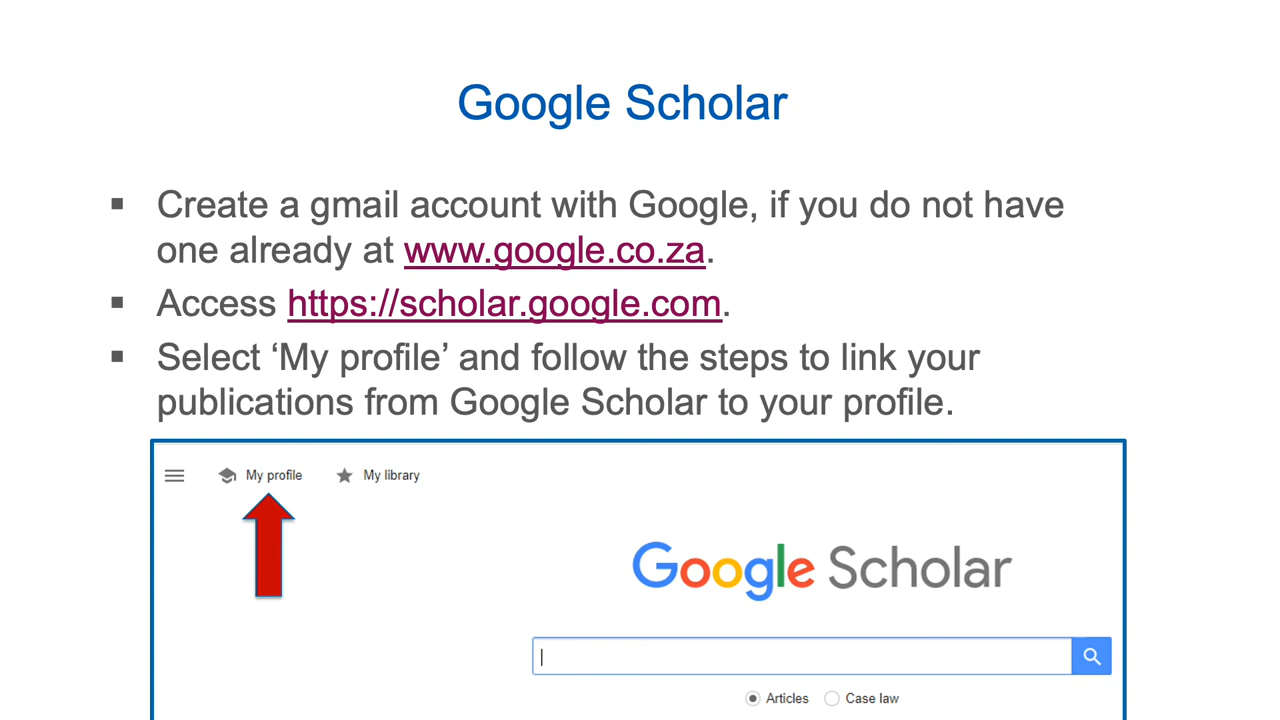 Google Scholar
▪ Create a gmail account with Google, if you do not have
one already at www.google.co.za.
▪ Access https://scholar.google.com.
▪ Select ‘My profile’ and follow the steps to link your
publications from Google Scholar to your profile.
My profile My library
Google Scholar
Articles Case law